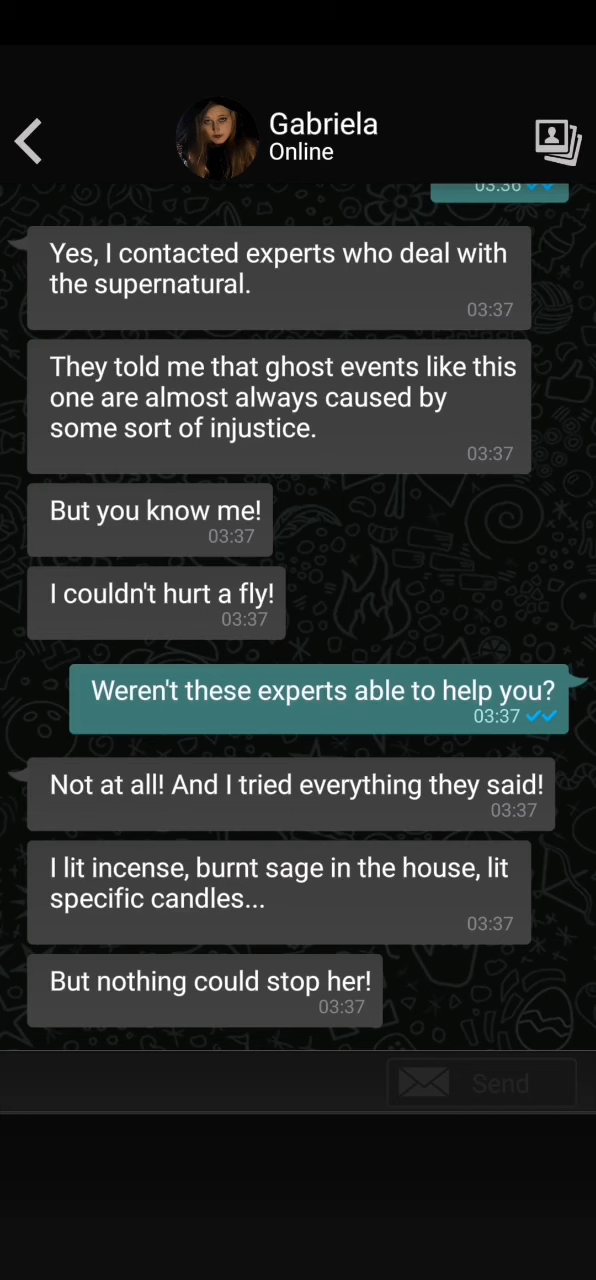 Gabriela
Online
03:36
Yes, I contacted experts who deal with
the supernatural.
03:37
They told me that ghost events like this
one are almost always caused by
some sort of injustice.
03:37
But you know me!
03:37
I couldn't hurt a fly!
03:37
Weren't these experts able to help you?
03:37
Not at all! And I tried everything they said!
03:37
I lit incense, burnt sage in the house, lit
specific candles...
03:37
But nothing could stop her!
03:37
Send